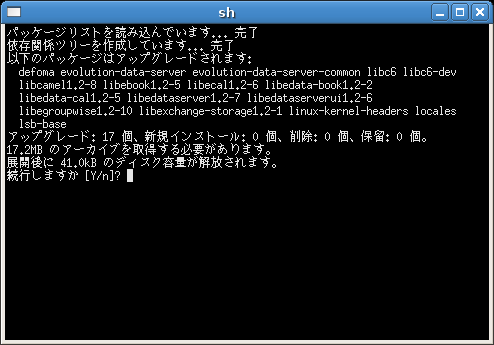 sh
パッケージリストを読み込んでいます... 完了
依存関係ツリーを作成しています... 完了
以下のパッケージはアップグレードされます:
defoma evolution-data-server evolution-data-server-common libc6 libc6-dev
libcamel1.2-8 libebook1.2-5 libecal1.2-6 libedata-book1.2-2
libedata-cal1.2-5 libedataserver1.2-7 libedataserverui1.2-6
libegroupwise1.2-10 libexchange-storage1.2-1 linux-kernel-headers locales
lsb-base
アップグレード: 17 個、新規インストール: 0 個、削除: 0 個、保留: 0 個。
17.2MB のアーカイブを取得する必要があります。
展開後に 41.0kB のディスク容量が解放されます。
続行しますか [Y/n]?